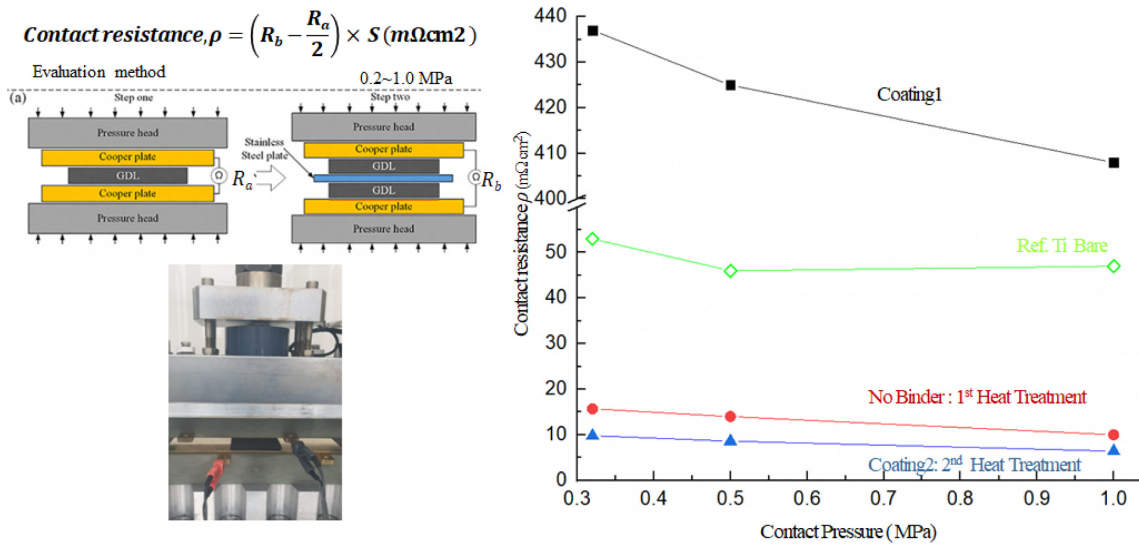 Contact resistance, ρ = (R_b − R_a/2) × S (mΩcm2)
Evaluation method
0.2~1.0 MPa
(a)
Step one
Pressure head
Cooper plate
GDL
Cooper plate
Pressure head
Ω
R_a`
Step two
Stainless
Steel plate
Pressure head
Cooper plate
GDL
GDL
Cooper plate
Pressure head
Ω
R_b
Contact resistance ρ (mΩcm²)
440
430
420
410
400
50
40
30
20
10
0
Coating1
Ref. Ti Bare
No Binder : 1st Heat Treatment
Coating2: 2nd Heat Treatment
0.3 0.4 0.5 0.6 0.7 0.8 0.9 1.0
Contact Pressure ( MPa)